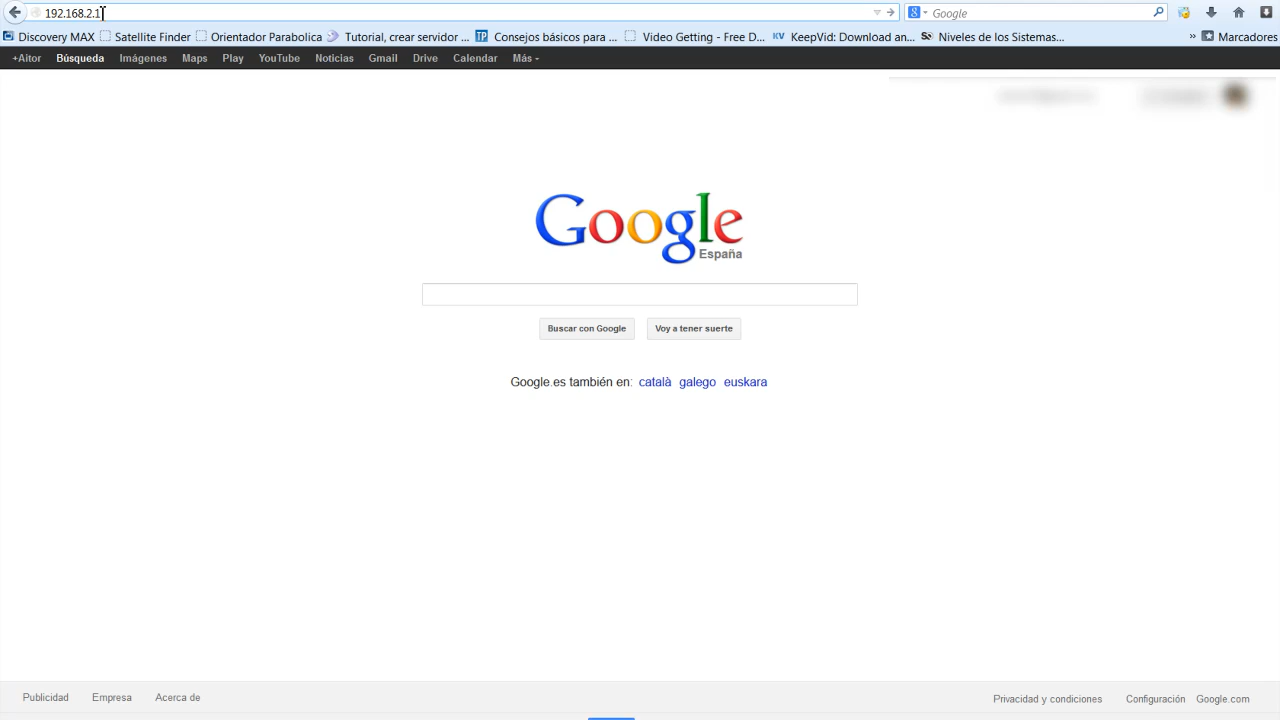 192.168.2.1
Google
Discovery MAX Satellite Finder Orientador Parabolica Tutorial, crear servidor ... Consejos básicos para ... Video Getting - Free D... KeepVid: Download an... Niveles de los Sistemas... » Marcadores
+Aitor Búsqueda Imágenes Maps Play YouTube Noticias Gmail Drive Calendar Más
Google
España
Buscar con Google Voy a tener suerte
Google.es también en: català galego euskara
Publicidad Empresa Acerca de Privacidad y condiciones Configuración Google.com